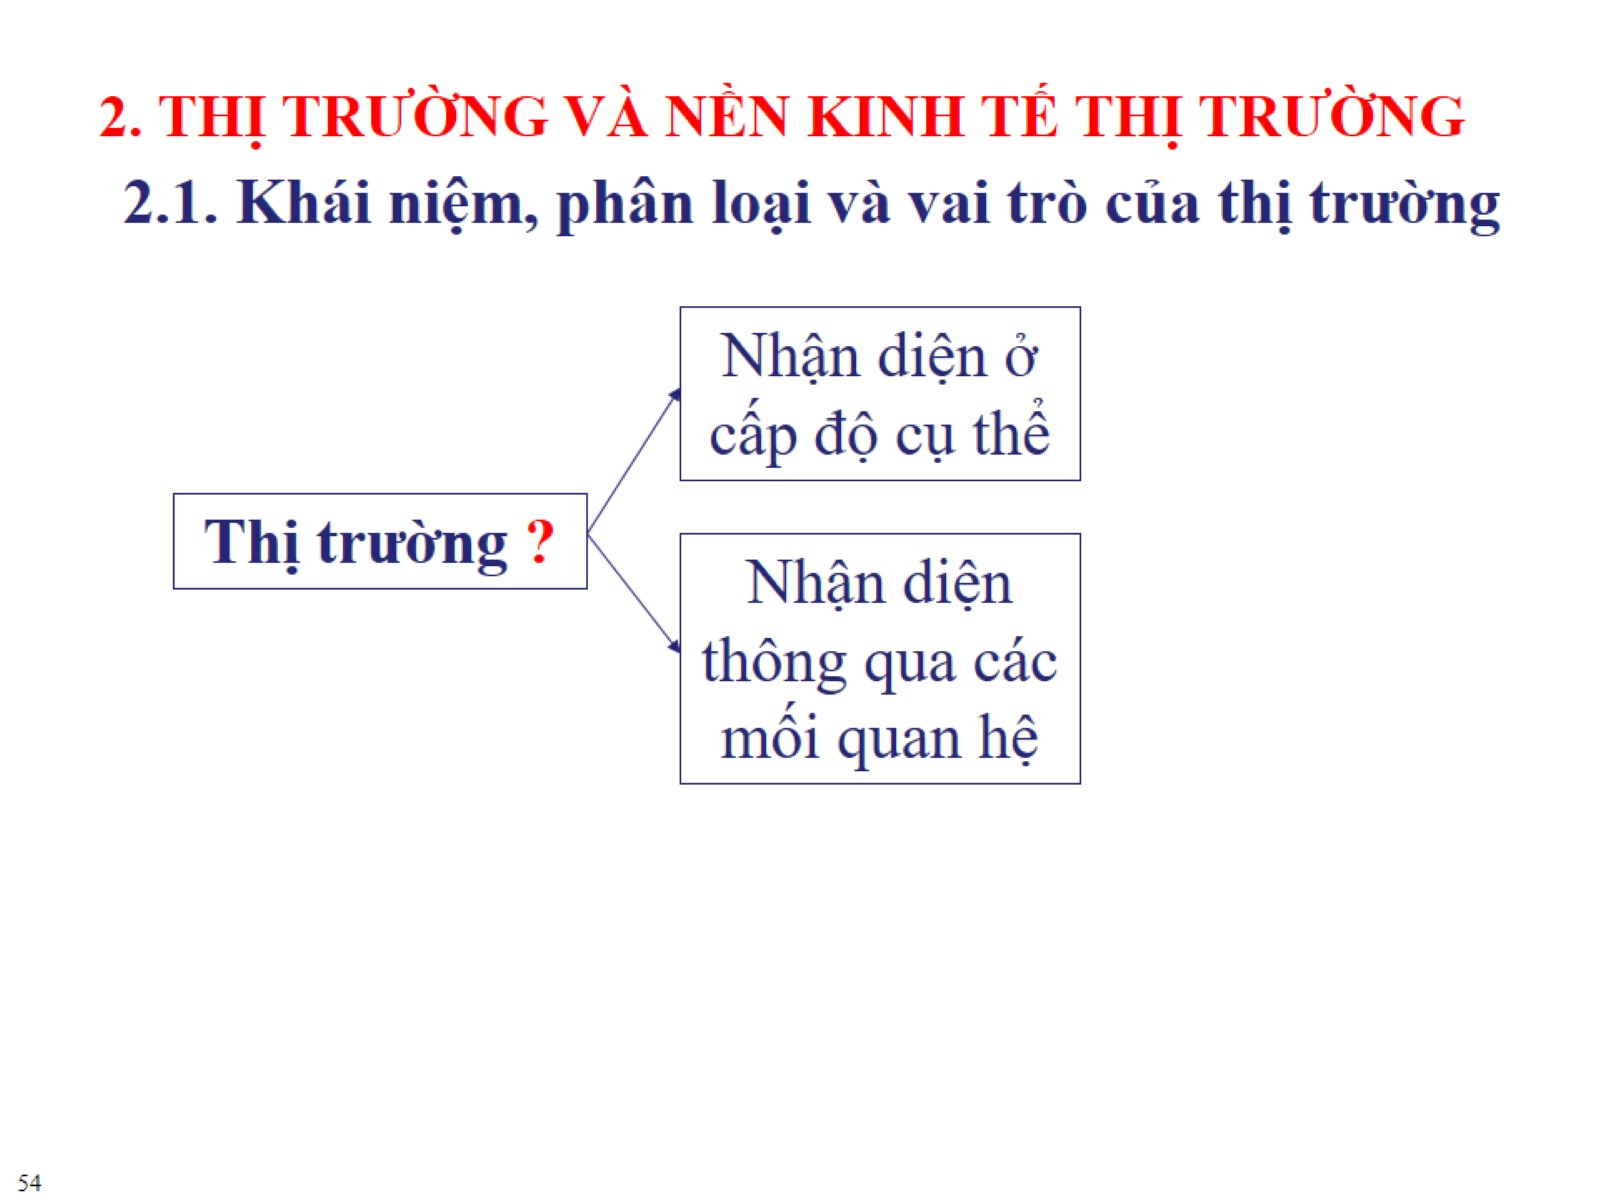 2. THỊ TRƯỜNG VÀ NỀN KINH TẾ THỊ TRƯỜNG
2.1. Khái niệm, phân loại và vai trò của thị trường
Thị trường ?
Nhận diện ở
cấp độ cụ thể
Nhận diện
thông qua các
mối quan hệ
54